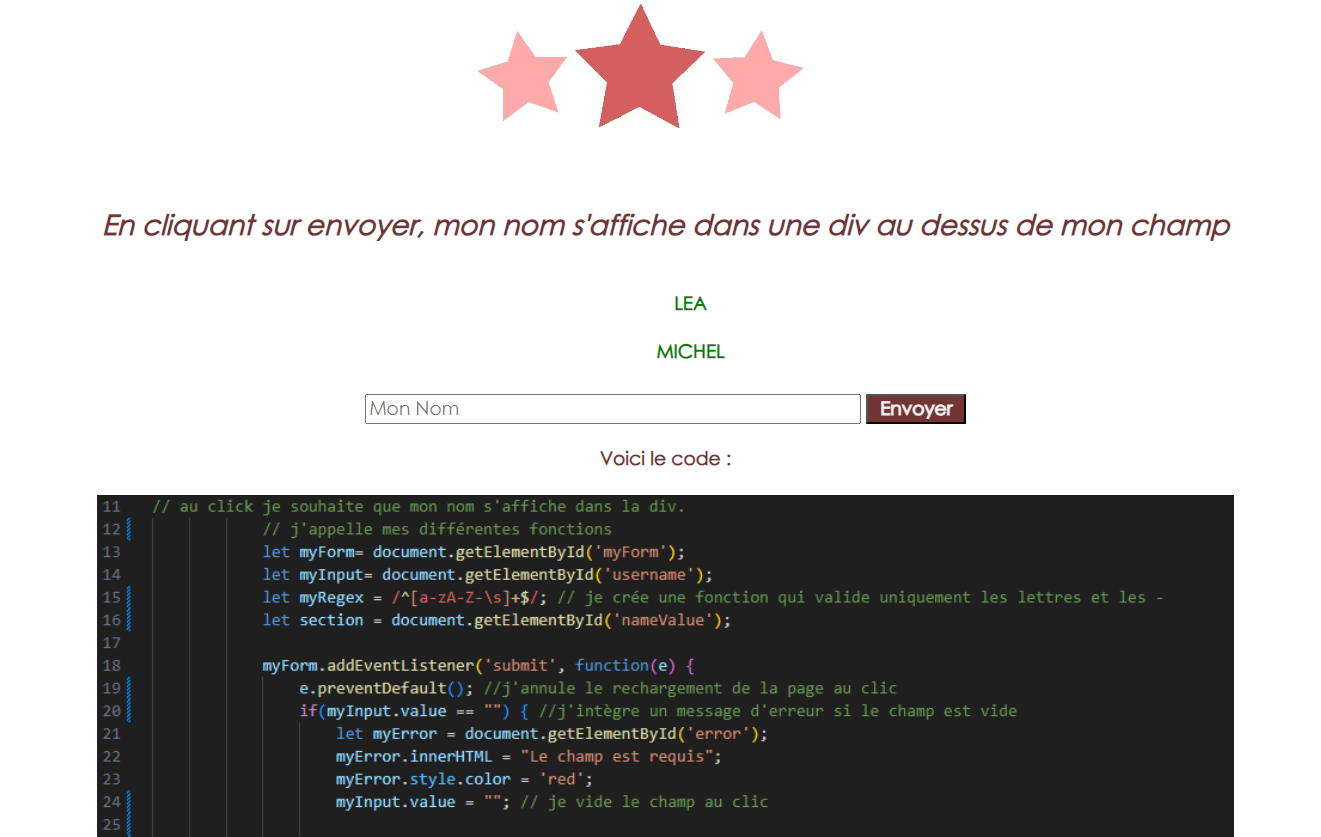 En cliquant sur envoyer, mon nom s'affiche dans une div au dessus de mon champ
LEA
MICHEL
Mon Nom Envoyer
Voici le code :
11 // au click je souhaite que mon nom s'affiche dans la div.
12 // j'appelle mes différentes fonctions
13 let myForm= document.getElementById('myForm');
14 let myInput= document.getElementById('username');
15 let myRegex = /^[a-zA-Z-\s]+$/; // je crée une fonction qui valide uniquement les lettres et les -
16 let section = document.getElementById('nameValue');
17
18 myForm.addEventListener('submit', function(e) {
19 e.preventDefault(); //j'annule le rechargement de la page au clic
20 if(myInput.value == "") { //j'intègre un message d'erreur si le champ est vide
21 let myError = document.getElementById('error');
22 myError.innerHTML = "Le champ est requis";
23 myError.style.color = 'red';
24 myInput.value = ""; // je vide le champ au clic
25